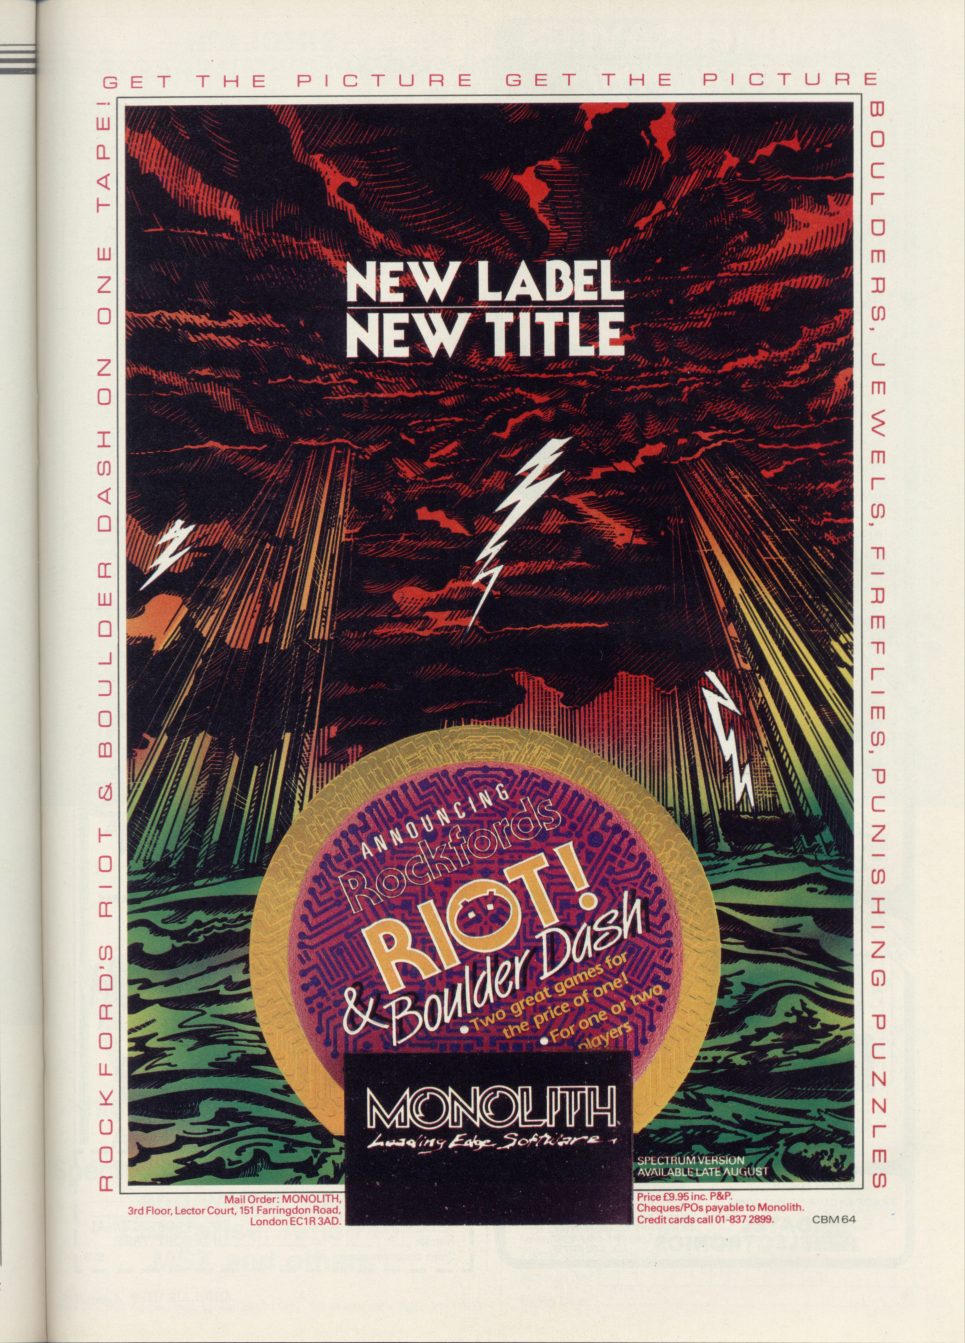 GET THE PICTURE GET THE PICTURE
BOULDERS, JEWELS, FIREFLIES, PUNISHING PUZZLES
ROCKFORD'S RIOT & BOULDER DASH ON ONE TAPE!
NEW LABEL
NEW TITLE
ANNOUNCING
Rockfords
RIOT!
& Boulder Dash
• Two great games for
the price of one!
• For one or two
players
MONOLITH
Leading Edge Software
SPECTRUM VERSION
AVAILABLE LATE AUGUST
Mail Order: MONOLITH,
3rd Floor, Lector Court, 151 Farringdon Road,
London EC1R 3AD.
Price £9.95 inc. P&P.
Cheques/POs payable to Monolith.
Credit cards call 01-837 2899.
CBM 64